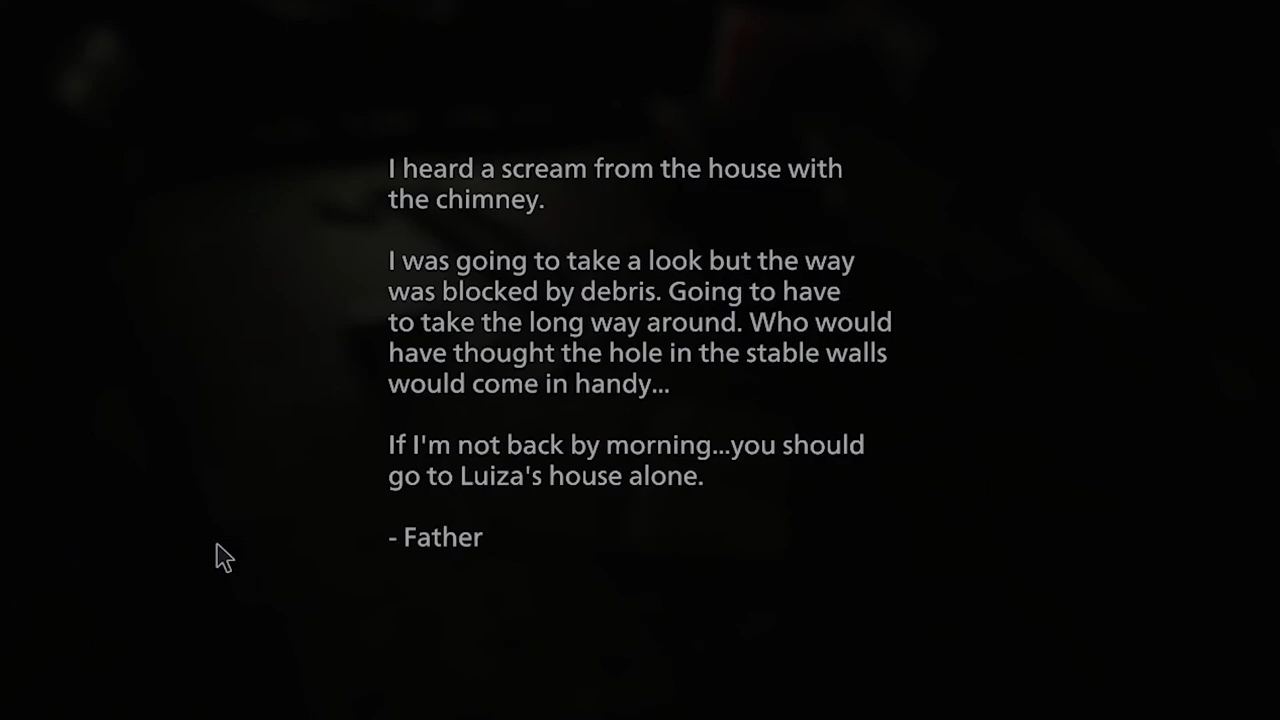 I heard a scream from the house with
the chimney.
I was going to take a look but the way
was blocked by debris. Going to have
to take the long way around. Who would
have thought the hole in the stable walls
would come in handy...
If I'm not back by morning...you should
go to Luiza's house alone.
- Father